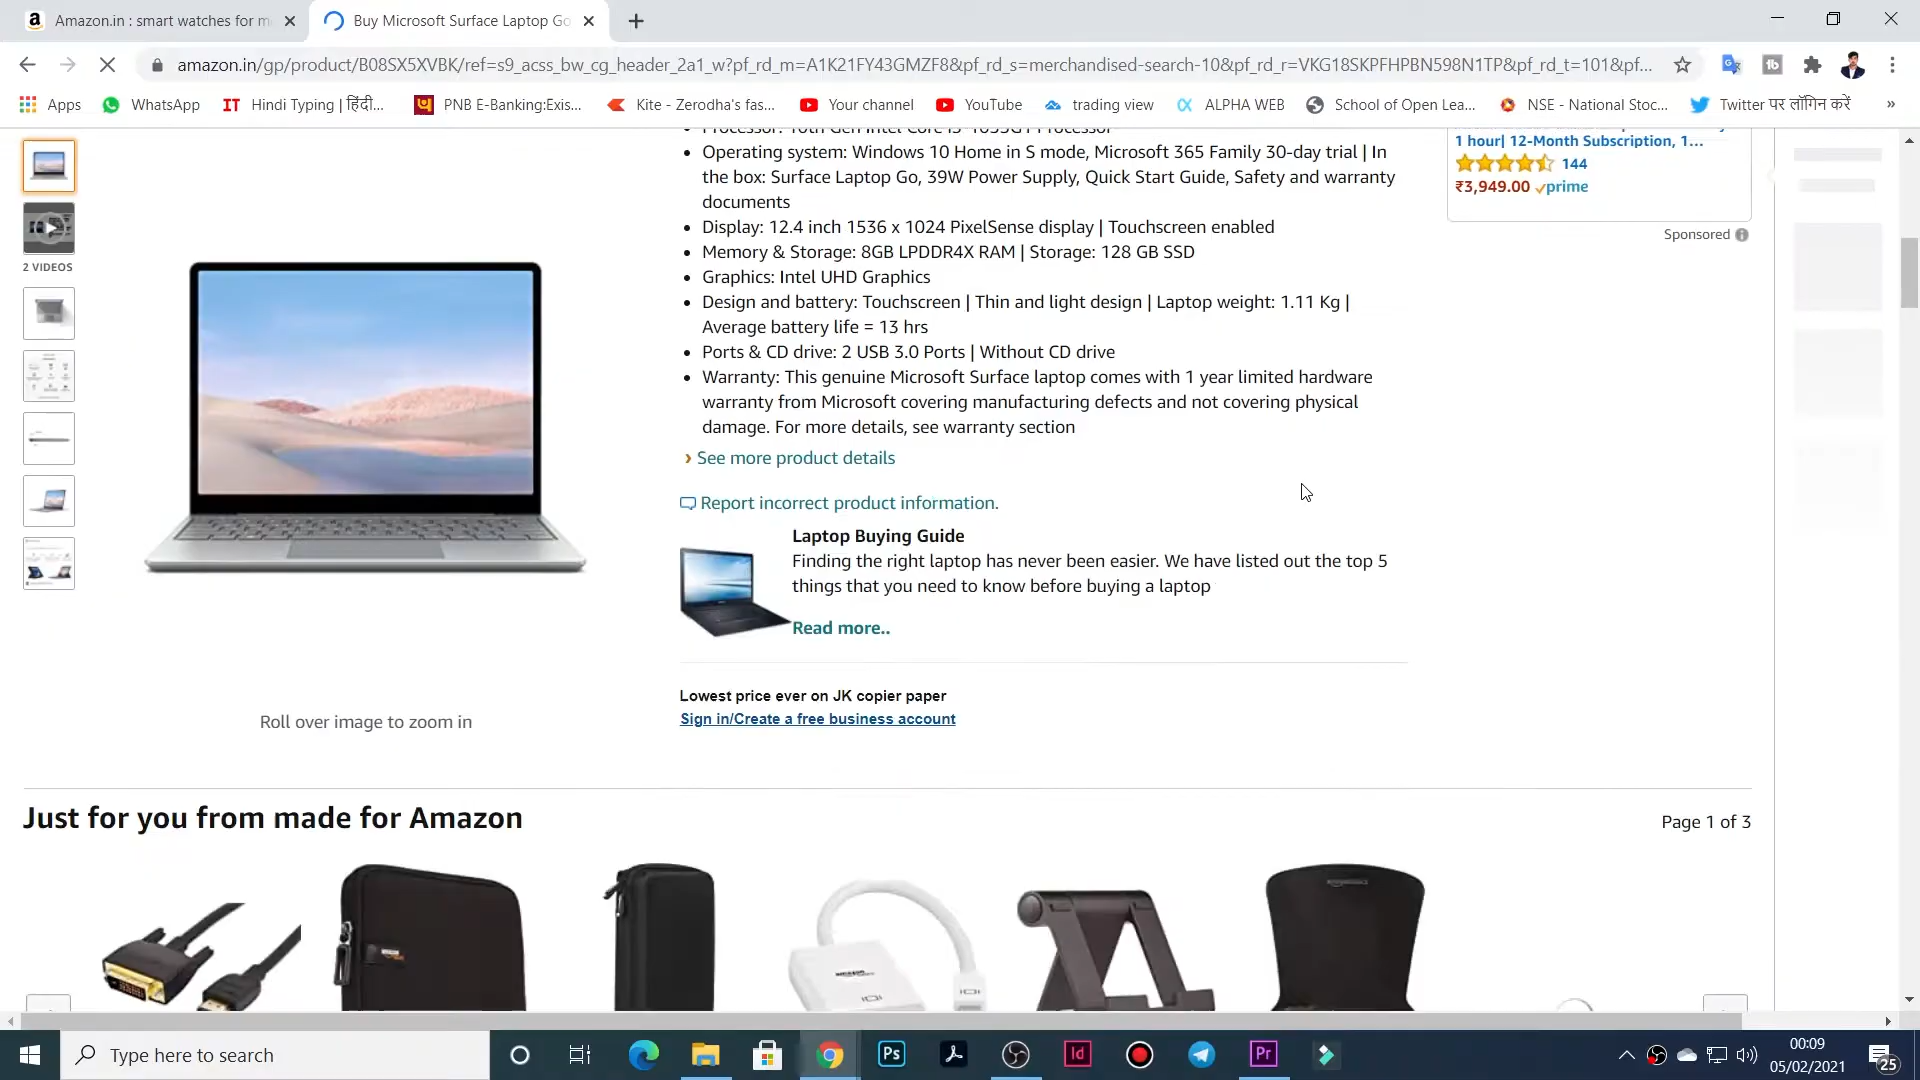 Amazon.in : smart watches for m
Buy Microsoft Surface Laptop Go
amazon.in/gp/product/B08SX5XVBK/ref=s9_acss_bw_cg_header_2a1_w?pf_rd_m=A1K21FY43GMZF8&pf_rd_s=merchandised-search-10&pf_rd_r=VKG18SKPFHPBN598N1TP&pf_rd_t=101&pf...
Apps WhatsApp IT Hindi Typing | हिंदी... PNB E-Banking:Exis... Kite - Zerodha's fas... Your channel YouTube trading view ALPHA WEB School of Open Lea... NSE - National Stoc... Twitter पर लॉगिन करें »
Processor: 10th Gen Intel Core i5-1035G1 Processor
Operating system: Windows 10 Home in S mode, Microsoft 365 Family 30-day trial | In
the box: Surface Laptop Go, 39W Power Supply, Quick Start Guide, Safety and warranty
documents
Display: 12.4 inch 1536 x 1024 PixelSense display | Touchscreen enabled
Memory & Storage: 8GB LPDDR4X RAM | Storage: 128 GB SSD
Graphics: Intel UHD Graphics
Design and battery: Touchscreen | Thin and light design | Laptop weight: 1.11 Kg |
Average battery life = 13 hrs
Ports & CD drive: 2 USB 3.0 Ports | Without CD drive
Warranty: This genuine Microsoft Surface laptop comes with 1 year limited hardware
warranty from Microsoft covering manufacturing defects and not covering physical
damage. For more details, see warranty section
› See more product details
Report incorrect product information.
Laptop Buying Guide
Finding the right laptop has never been easier. We have listed out the top 5
things that you need to know before buying a laptop
Read more..
Lowest price ever on JK copier paper
Sign in/Create a free business account
1 hour| 12-Month Subscription, 1...
144
₹3,949.00 prime
Sponsored
2 VIDEOS
Roll over image to zoom in
Just for you from made for Amazon
Page 1 of 3
Type here to search
Ps
Id
Pr
00:09
05/02/2021
25